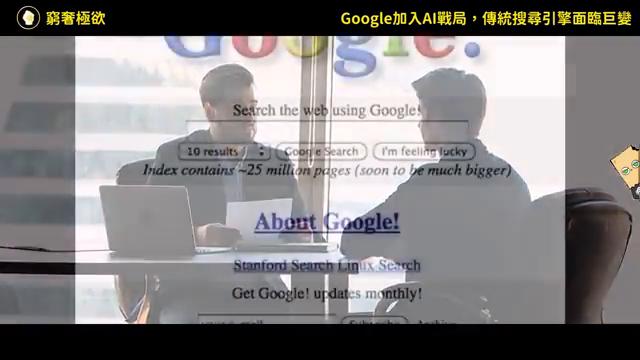 窮奢極欲
Google加入AI戰局，傳統搜尋引擎面臨巨變
Google!
Search the web using Google!
10 results Google Search I'm feeling lucky
Index contains ~25 million pages (soon to be much bigger)
About Google!
Stanford Search Linux Search
Get Google! updates monthly!
Subscribe Archive